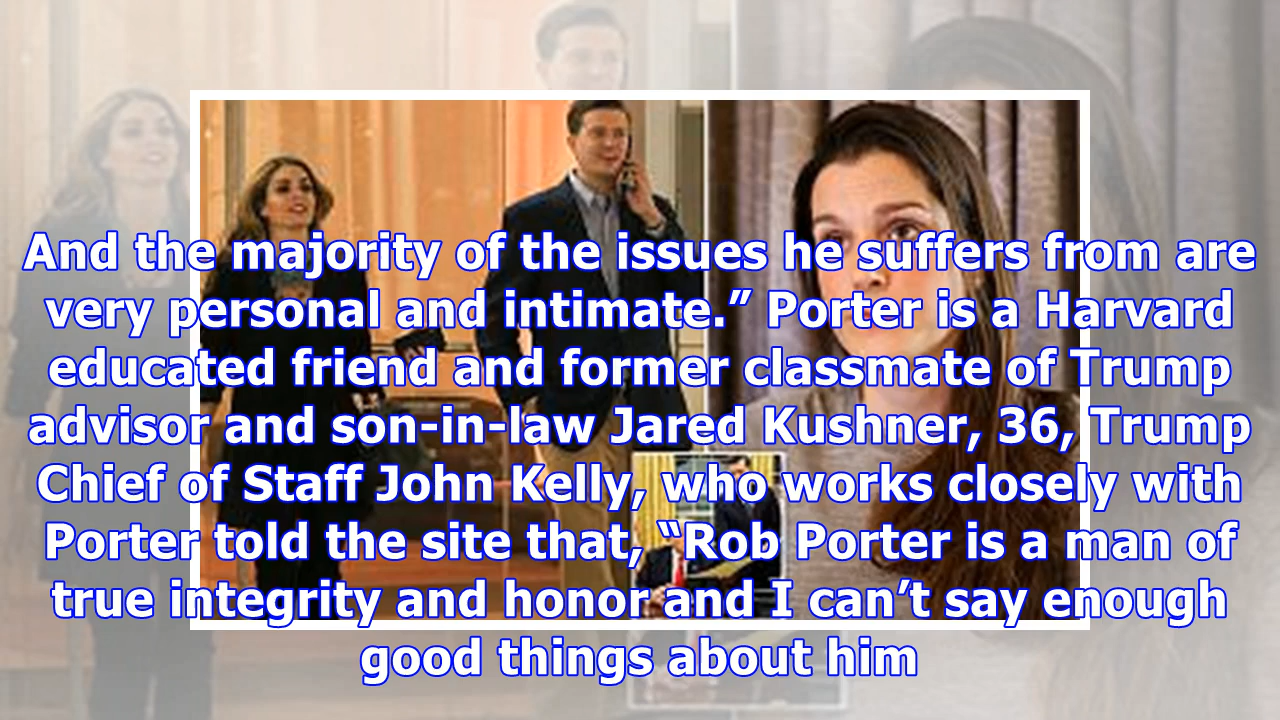 And the majority of the issues he suffers from are
very personal and intimate.” Porter is a Harvard
educated friend and former classmate of Trump
advisor and son-in-law Jared Kushner, 36, Trump
Chief of Staff John Kelly, who works closely with
Porter told the site that, “Rob Porter is a man of
true integrity and honor and I can’t say enough
good things about him